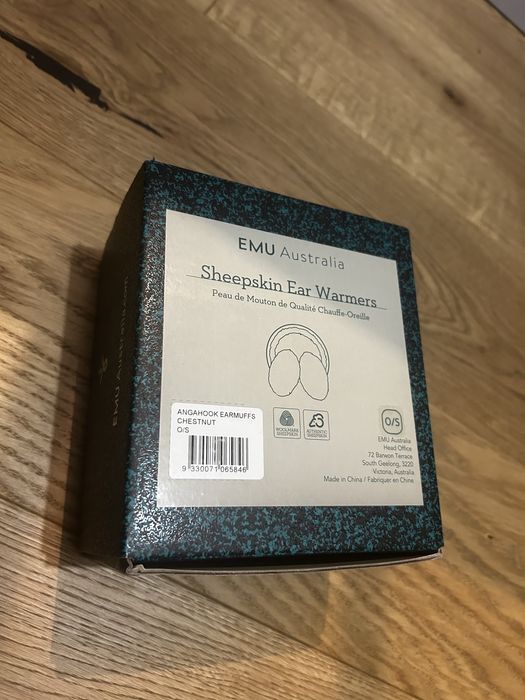 EMU Australia
Sheepskin Ear Warmers
Peau de Mouton de Qualité Chauffe-Oreille
ANGAHOOK EARMUFFS
CHESTNUT
O/S
9 330071 065846
WOOLMARK
SHEEPSKIN
AUTHENTIC
SHEEPSKIN
O/S
EMU Australia
Head Office
72 Barwon Terrace
South Geelong, 3220
Victoria, Australia
Made in China / Fabriquer en Chine
EMU Australia